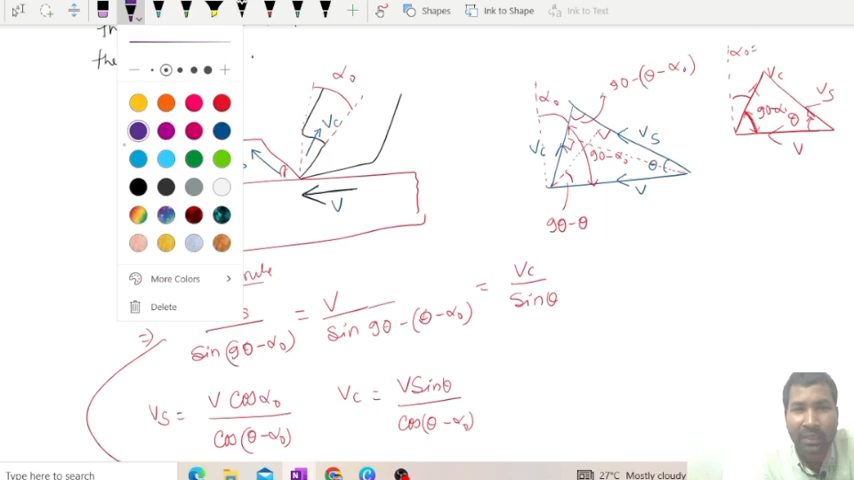 Shapes
Ink to Shape
Ink to Text
the
α₀
Vc
V
α₀
90-(θ-α₀)
Vs
Vc
90-α₀
θ
V
90-θ
α₀=
Vc
Vs
90-α₀
θ
V
More Colors
Delete
⇒ sin(90-α₀) = V / sin 90-(θ-α₀) = Vc / sinθ
Vs = V cosα₀ / cos(θ-α₀)
Vc = V sinθ / cos(θ-α₀)
Type here to search
27°C Mostly cloudy